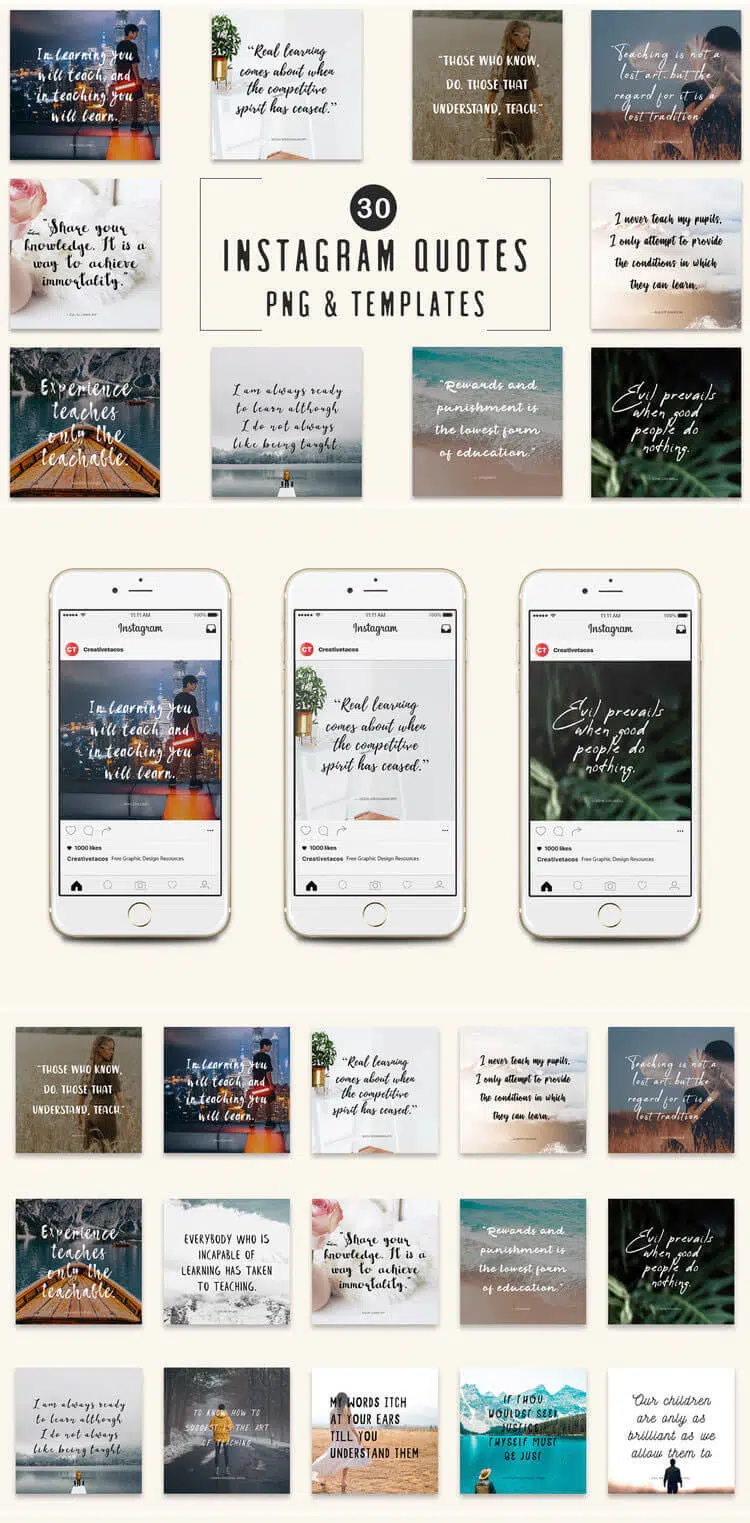 In learning you
will teach, and
in teaching you
will learn.
“Real learning
comes about when
the competitive
spirit has ceased.”
“THOSE WHO KNOW,
DO. THOSE THAT
UNDERSTAND, TEACH.”
Teaching is not a
lost art, but the
regard for it is a
lost tradition.
“Share your
knowledge. It is a
way to achieve
immortality.”
30
INSTAGRAM QUOTES
PNG & TEMPLATES
I never teach my pupils.
I only attempt to provide
the conditions in which
they can learn.
Experience
teaches
only the
teachable.
I am always ready
to learn although
I do not always
like being taught
“Rewards and
punishment is
the lowest form
of education.”
Evil prevails
when good
people do
nothing.
11:11 AM 100%
Instagram
CT Creativetacos
In learning you
will teach, and
in teaching you
will learn.
1000 likes
Creativetacos Free Graphic Design Resources
11:11 AM 100%
Instagram
CT Creativetacos
“Real learning
comes about when
the competitive
spirit has ceased.”
1000 likes
Creativetacos Free Graphic Design Resources
11:11 AM 100%
Instagram
CT Creativetacos
Evil prevails
when good
people do
nothing.
1000 likes
Creativetacos Free Graphic Design Resources
“THOSE WHO KNOW,
DO. THOSE THAT
UNDERSTAND, TEACH.”
In learning you
will teach, and
in teaching you
will learn.
“Real learning
comes about when
the competitive
spirit has ceased.”
I never teach my pupils.
I only attempt to provide
the conditions in which
they can learn.
Teaching is not a
lost art, but the
regard for it is a
lost tradition
Experience
teaches
only the
teachable.
EVERYBODY WHO IS
INCAPABLE OF
LEARNING HAS TAKEN
TO TEACHING.
“Share your
knowledge. It is a
way to achieve
immortality.”
“Rewards and
punishment is
the lowest form
of education.”
Evil prevails
when good
people do
nothing.
I am always ready
to learn although
I do not always
like being taught
TO KNOW HOW TO
SUGGEST IS THE ART
OF TEACHING
MY WORDS ITCH
AT YOUR EARS
TILL YOU
UNDERSTAND THEM
IF THOU
WOULDST SEEK
JUSTICE,
THYSELF MUST
BE JUST
Our children
are only as
brilliant as we
allow them to